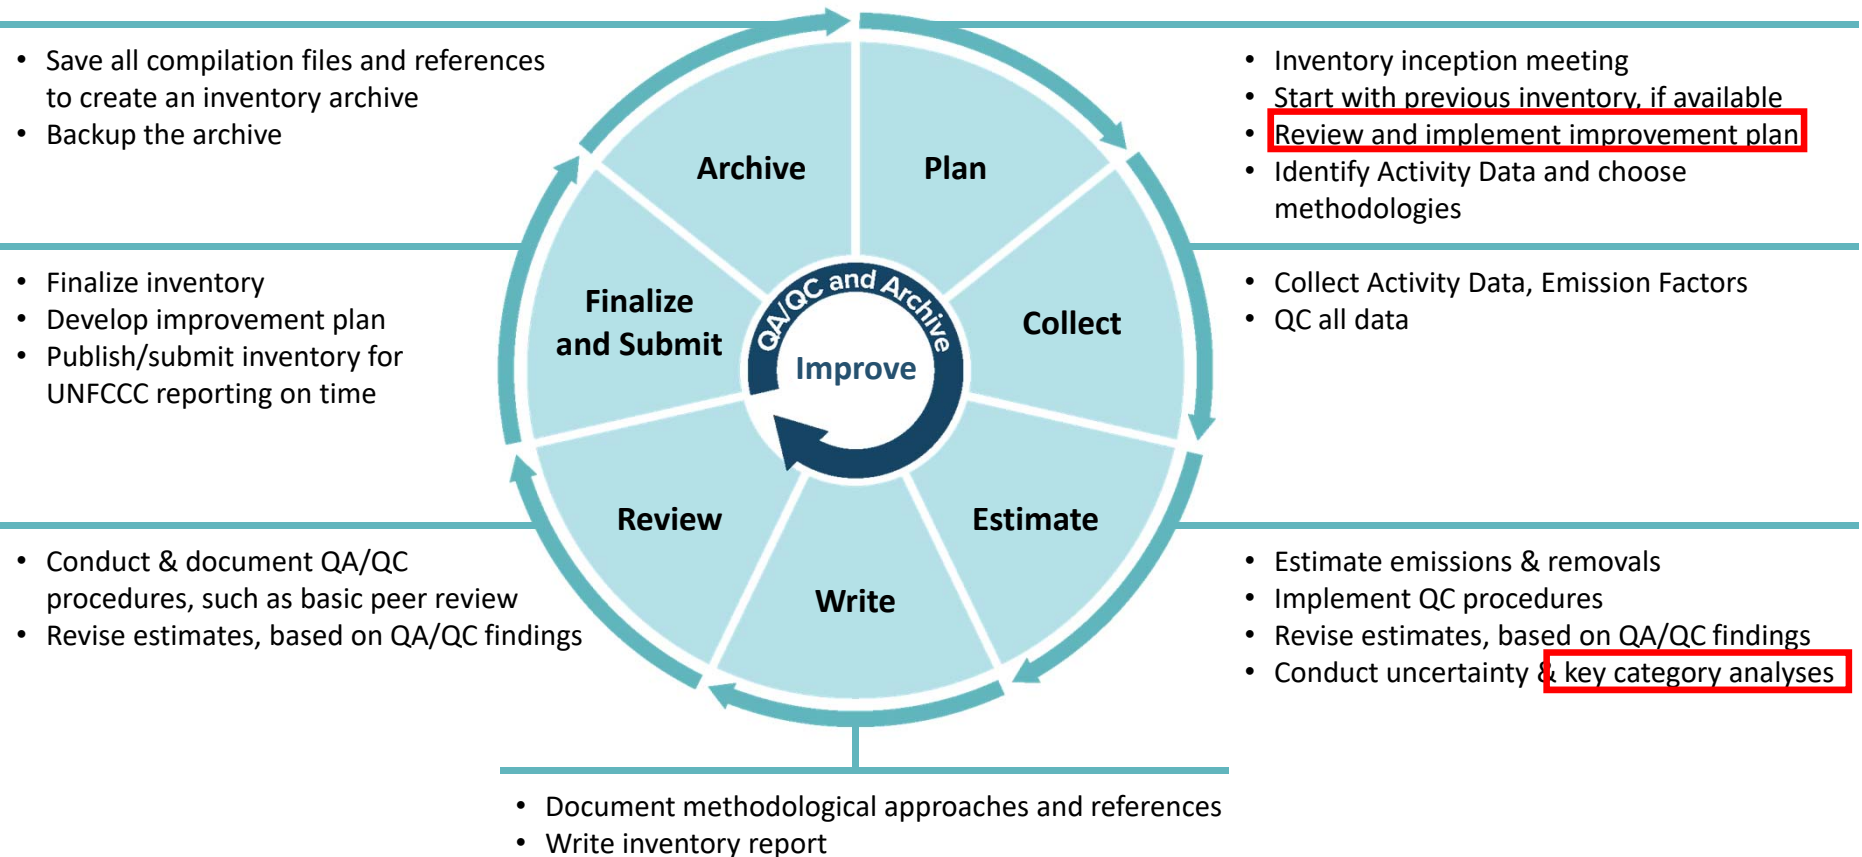 • Save all compilation files and references
to create an inventory archive
• Backup the archive
• Inventory inception meeting
• Start with previous inventory, if available
• Review and implement improvement plan
• Identify Activity Data and choose
methodologies
Archive
Plan
• Finalize inventory
• Develop improvement plan
• Publish/submit inventory for
UNFCCC reporting on time
Finalize
and Submit
QA/QC and Archive
Improve
Collect
• Collect Activity Data, Emission Factors
• QC all data
Review
Estimate
Write
• Conduct & document QA/QC
procedures, such as basic peer review
• Revise estimates, based on QA/QC findings
• Estimate emissions & removals
• Implement QC procedures
• Revise estimates, based on QA/QC findings
• Conduct uncertainty & key category analyses
• Document methodological approaches and references
• Write inventory report